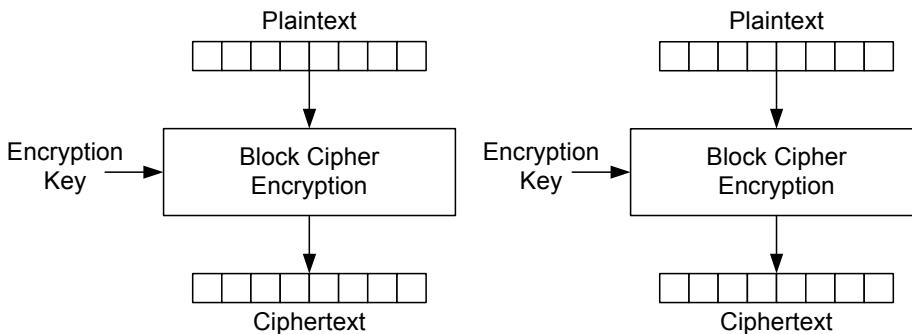 Plaintext
Encryption
Key
Block Cipher
Encryption
Ciphertext
Plaintext
Encryption
Key
Block Cipher
Encryption
Ciphertext